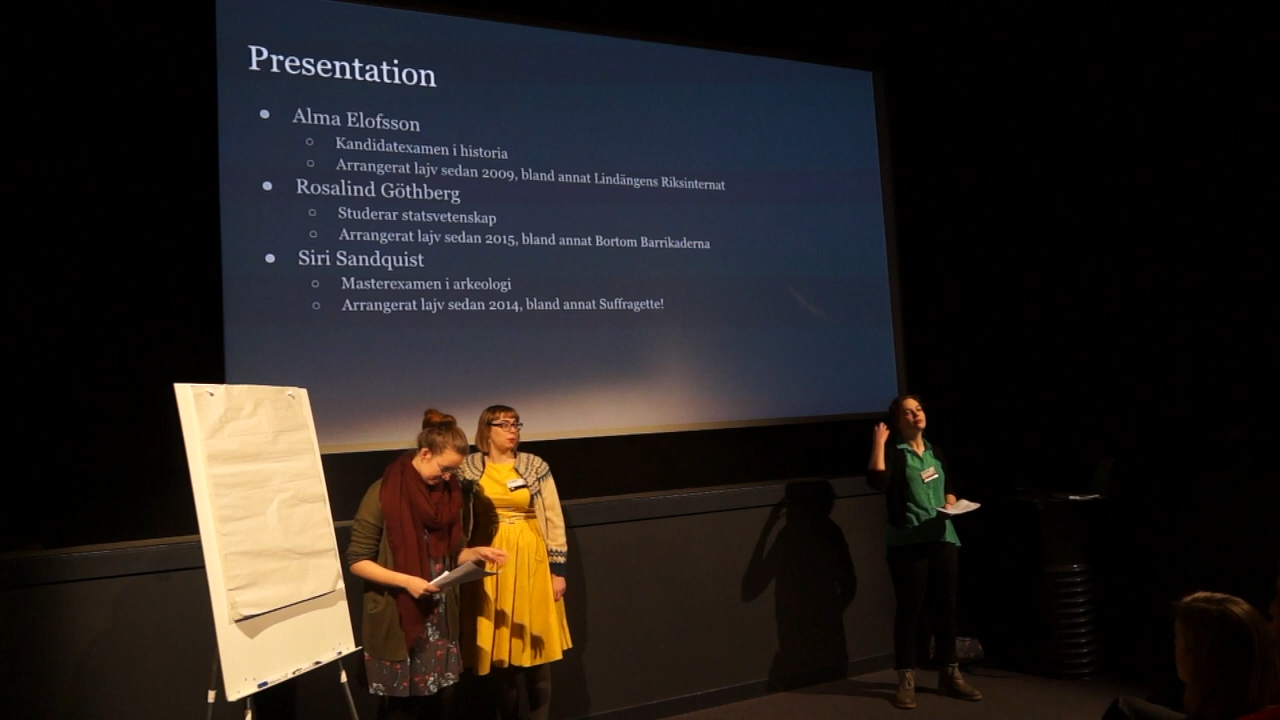 Presentation
Alma Elofsson
Kandidatexamen i historia
Arrangerat lajv sedan 2009, bland annat Lindängens Riksinternat
Rosalind Göthberg
Studerar statsvetenskap
Arrangerat lajv sedan 2015, bland annat Bortom Barrikaderna
Siri Sandquist
Masterexamen i arkeologi
Arrangerat lajv sedan 2014, bland annat Suffragette!